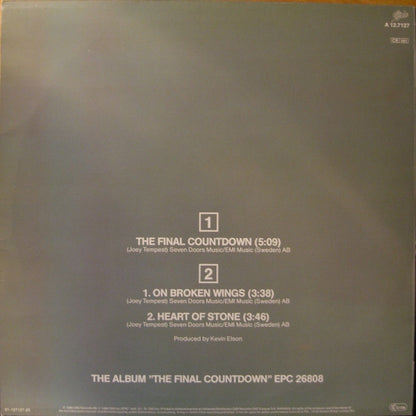 Epic
A 12.7127
1
THE FINAL COUNTDOWN (5:09)
(Joey Tempest) Seven Doors Music/EMI Music (Sweden) AB
2
1. ON BROKEN WINGS (3:38)
(Joey Tempest) Seven Doors Music/EMI Music (Sweden) AB
2. HEART OF STONE (3:46)
(Joey Tempest) Seven Doors Music/EMI Music (Sweden) AB
Produced by Kevin Elson
THE ALBUM "THE FINAL COUNTDOWN" EPC 26808